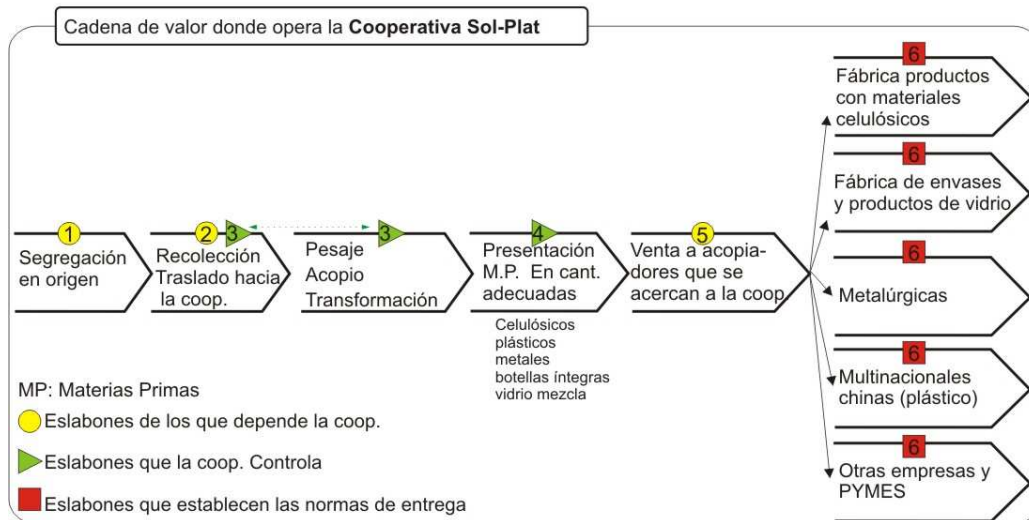 Cadena de valor donde opera la Cooperativa Sol-Plat
1
Segregación
en origen
2
3
Recolección
Traslado hacia
la coop.
3
Pesaje
Acopio
Transformación
4
Presentación
M.P. En cant.
adecuadas
Celulósicos
plásticos
metales
botellas íntegras
vidrio mezcla
5
Venta a acopia-
dores que se
acercan a la coop.
6
Fábrica productos
con materiales
celulósicos
6
Fábrica de envases
y productos de vidrio
6
Metalúrgicas
6
Multinacionales
chinas (plástico)
6
Otras empresas y
PYMES
MP: Materias Primas
Eslabones de los que depende la coop.
Eslabones que la coop. Controla
Eslabones que establecen las normas de entrega